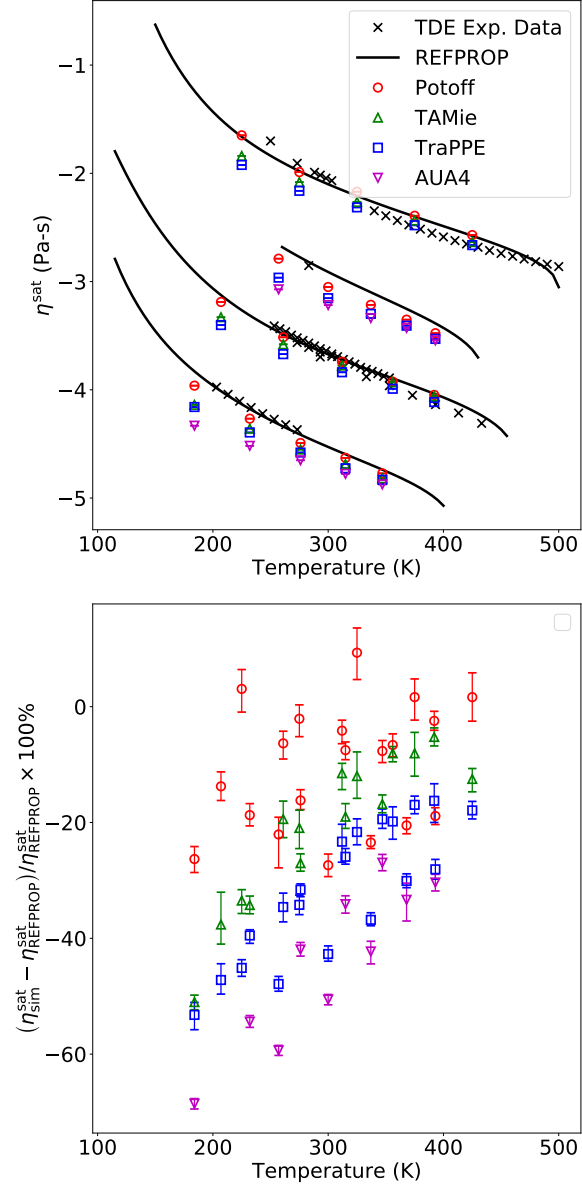 −1
−2
−3
−4
−5
η^sat (Pa-s)
100
200
300
400
500
Temperature (K)
TDE Exp. Data
REFPROP
Potoff
TAMie
TraPPE
AUA4
0
−20
−40
−60
(η^sat_sim − η^sat_REFPROP)/η^sat_REFPROP × 100%
100
200
300
400
500
Temperature (K)